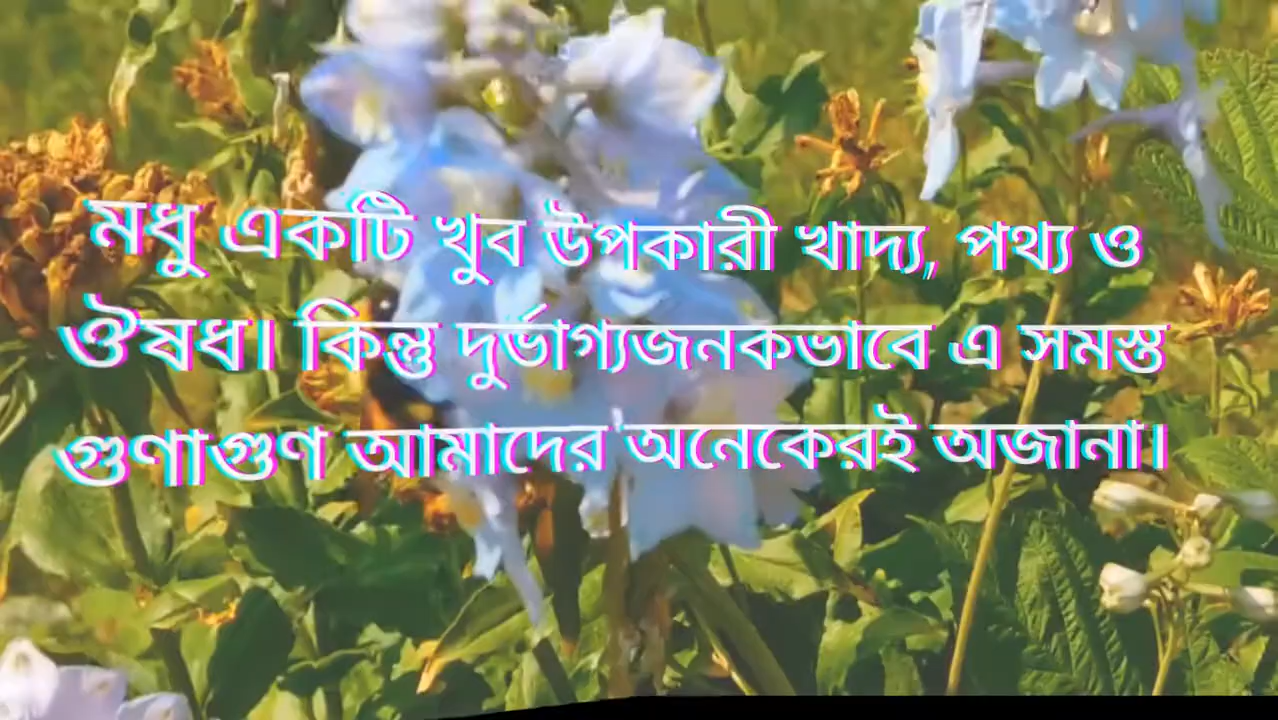 মধু একটি খুব উপকারী খাদ্য, পথ্য ও
ঔষধ। কিন্তু দুর্ভাগ্যজনকভাবে এ সমস্ত
গুণাগুণ আমাদের অনেকেরই অজানা।